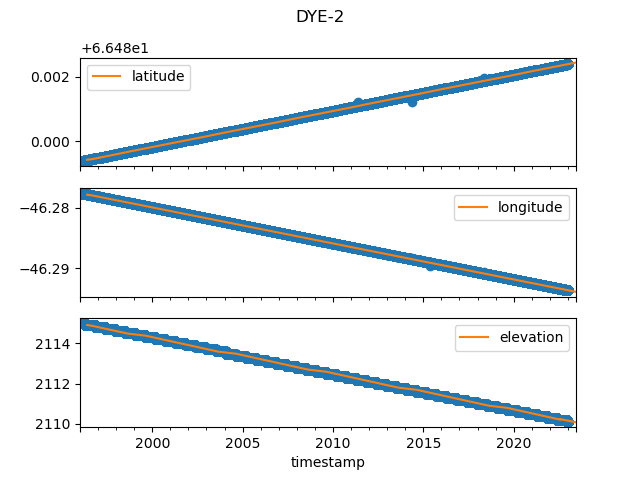 DYE-2
+6.648e1
0.002
0.000
latitude
−46.28
−46.29
longitude
2114
2112
2110
elevation
2000 2005 2010 2015 2020
timestamp